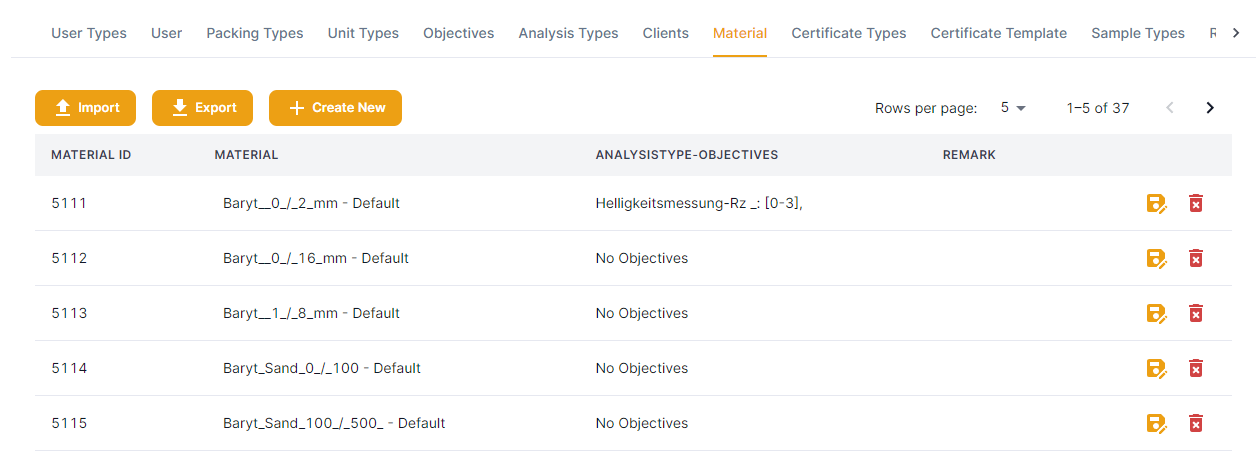 User Types User Packing Types Unit Types Objectives Analysis Types Clients Material Certificate Types Certificate Template Sample Types
Import Export Create New Rows per page: 5 1–5 of 37
MATERIAL ID MATERIAL ANALYSISTYPE-OBJECTIVES REMARK
5111 Baryt__0_/_2_mm - Default Helligkeitsmessung-Rz _: [0-3],
5112 Baryt__0_/_16_mm - Default No Objectives
5113 Baryt__1_/_8_mm - Default No Objectives
5114 Baryt_Sand_0_/_100 - Default No Objectives
5115 Baryt_Sand_100_/_500_ - Default No Objectives